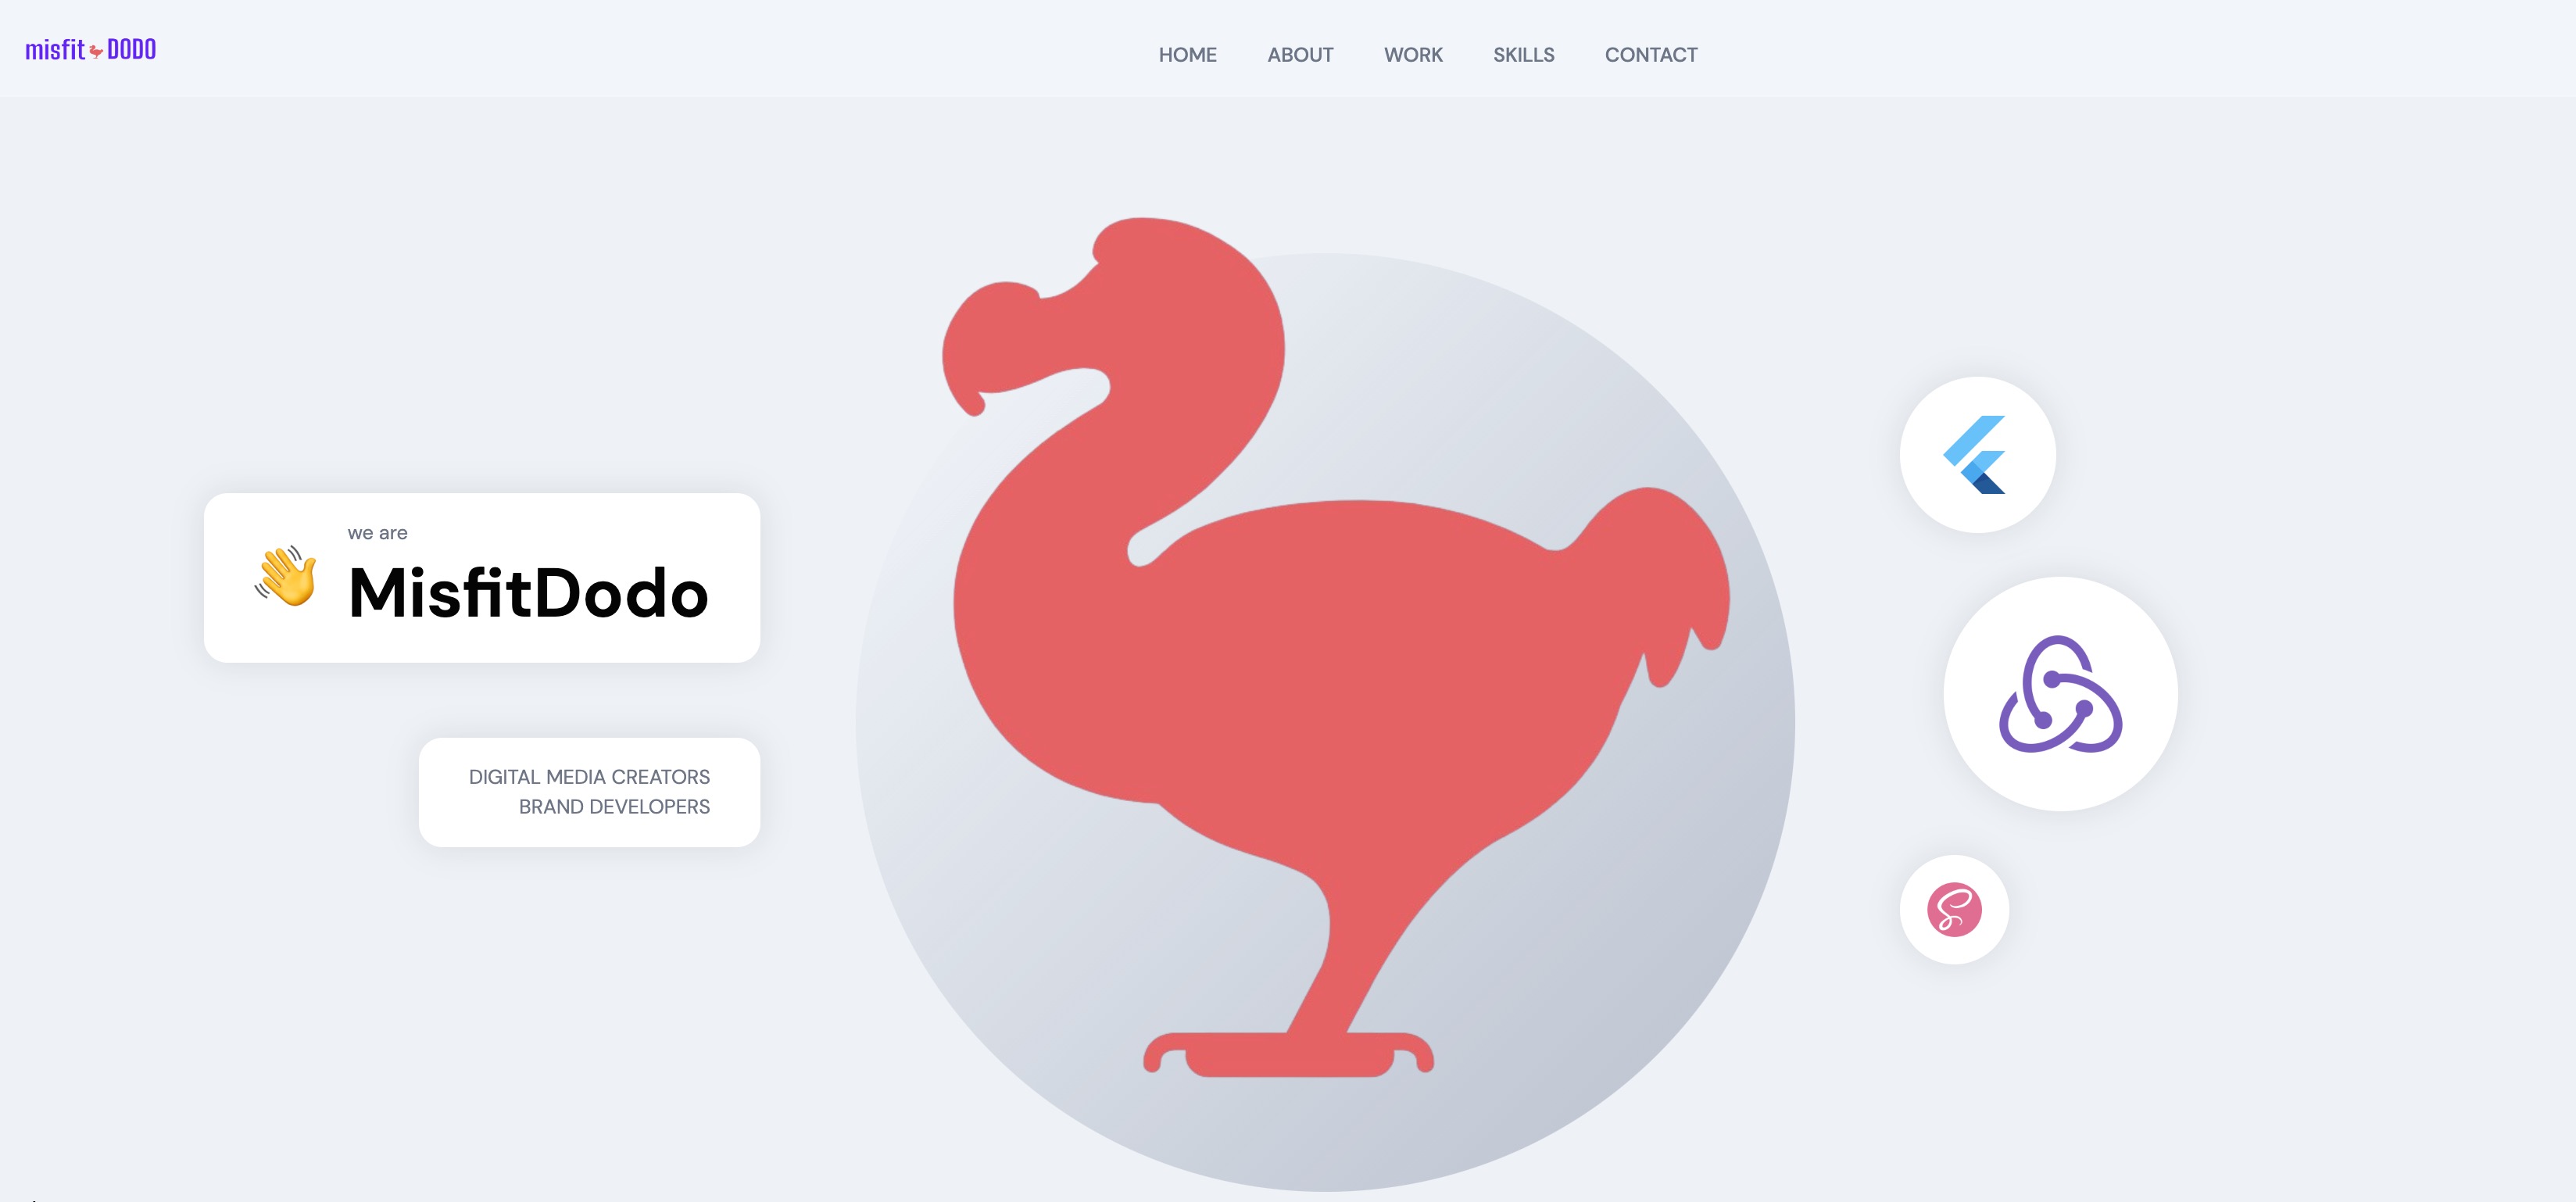 misfit DODO
HOME ABOUT WORK SKILLS CONTACT
we are
MisfitDodo
DIGITAL MEDIA CREATORS
BRAND DEVELOPERS